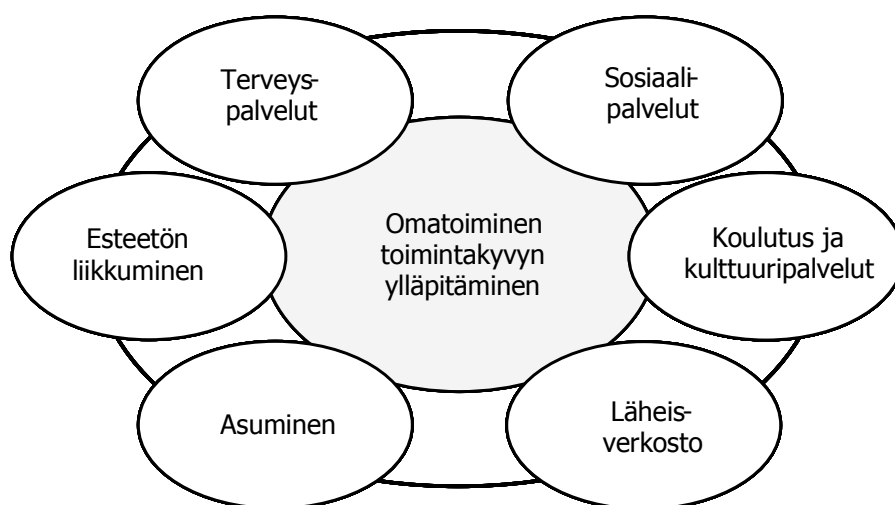 Terveys-
palvelut
Sosiaali-
palvelut
Esteetön
liikkuminen
Omatoiminen
toimintakyvyn
ylläpitäminen
Koulutus ja
kulttuuripalvelut
Asuminen
Läheis-
verkosto